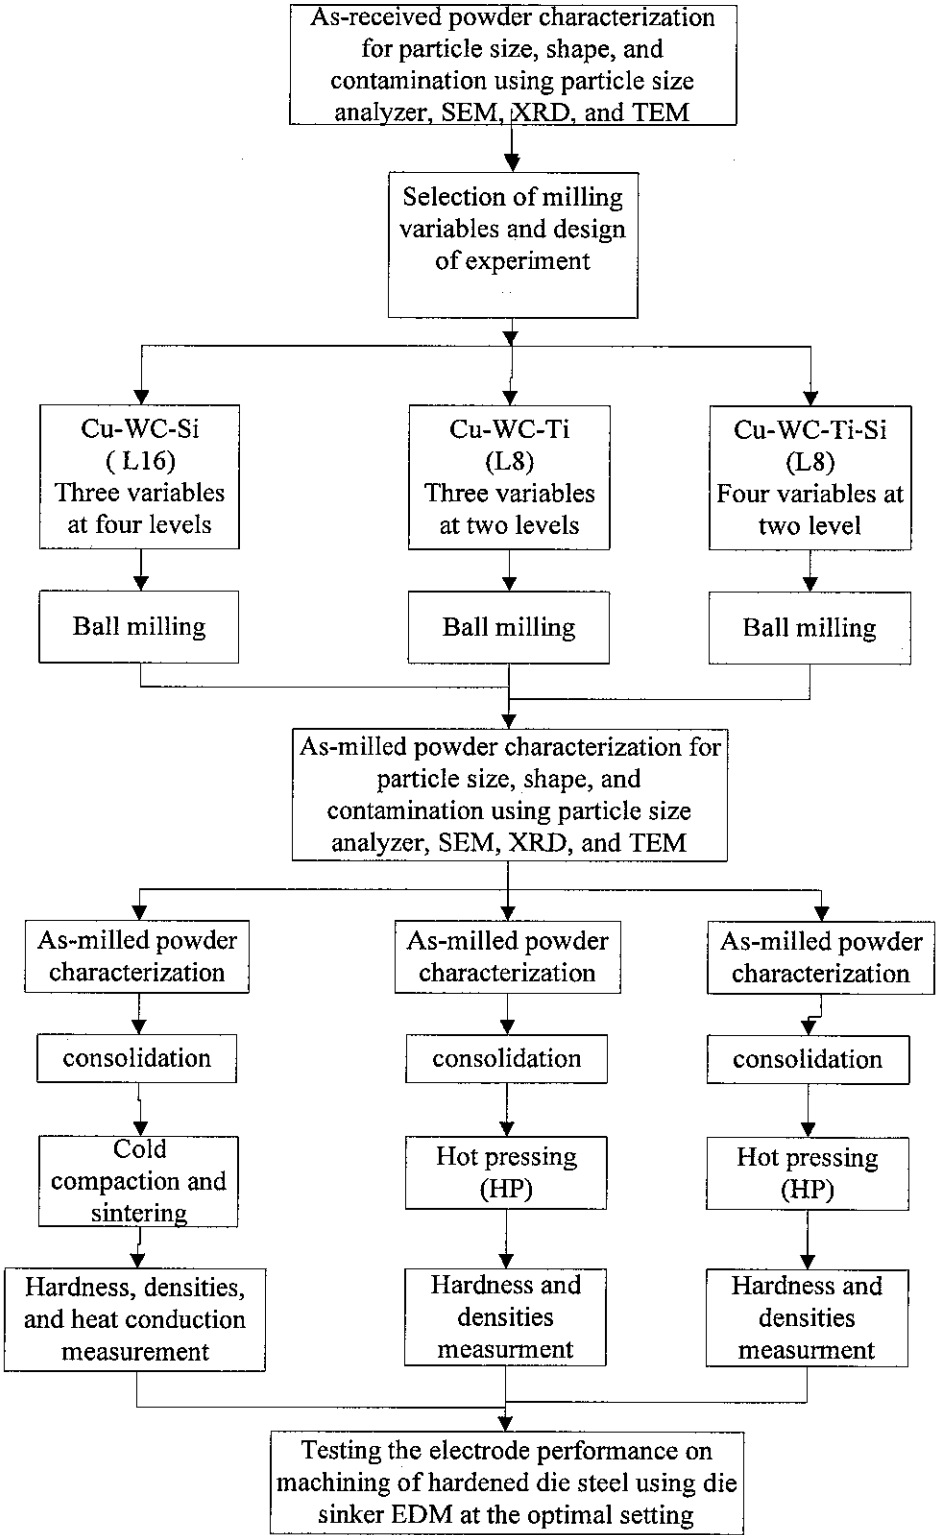 As-received powder characterization
for particle size, shape, and
contamination using particle size
analyzer, SEM, XRD, and TEM
Selection of milling
variables and design
of experiment
Cu-WC-Si
( L16)
Three variables
at four levels
Cu-WC-Ti
(L8)
Three variables
at two levels
Cu-WC-Ti-Si
(L8)
Four variables at
two level
Ball milling
Ball milling
Ball milling
As-milled powder characterization for
particle size, shape, and
contamination using particle size
analyzer, SEM, XRD, and TEM
As-milled powder
characterization
As-milled powder
characterization
As-milled powder
characterization
consolidation
consolidation
consolidation
Cold
compaction and
sintering
Hot pressing
(HP)
Hot pressing
(HP)
Hardness, densities,
and heat conduction
measurement
Hardness and
densities
measurment
Hardness and
densities
measurment
Testing the electrode performance on
machining of hardened die steel using die
sinker EDM at the optimal setting